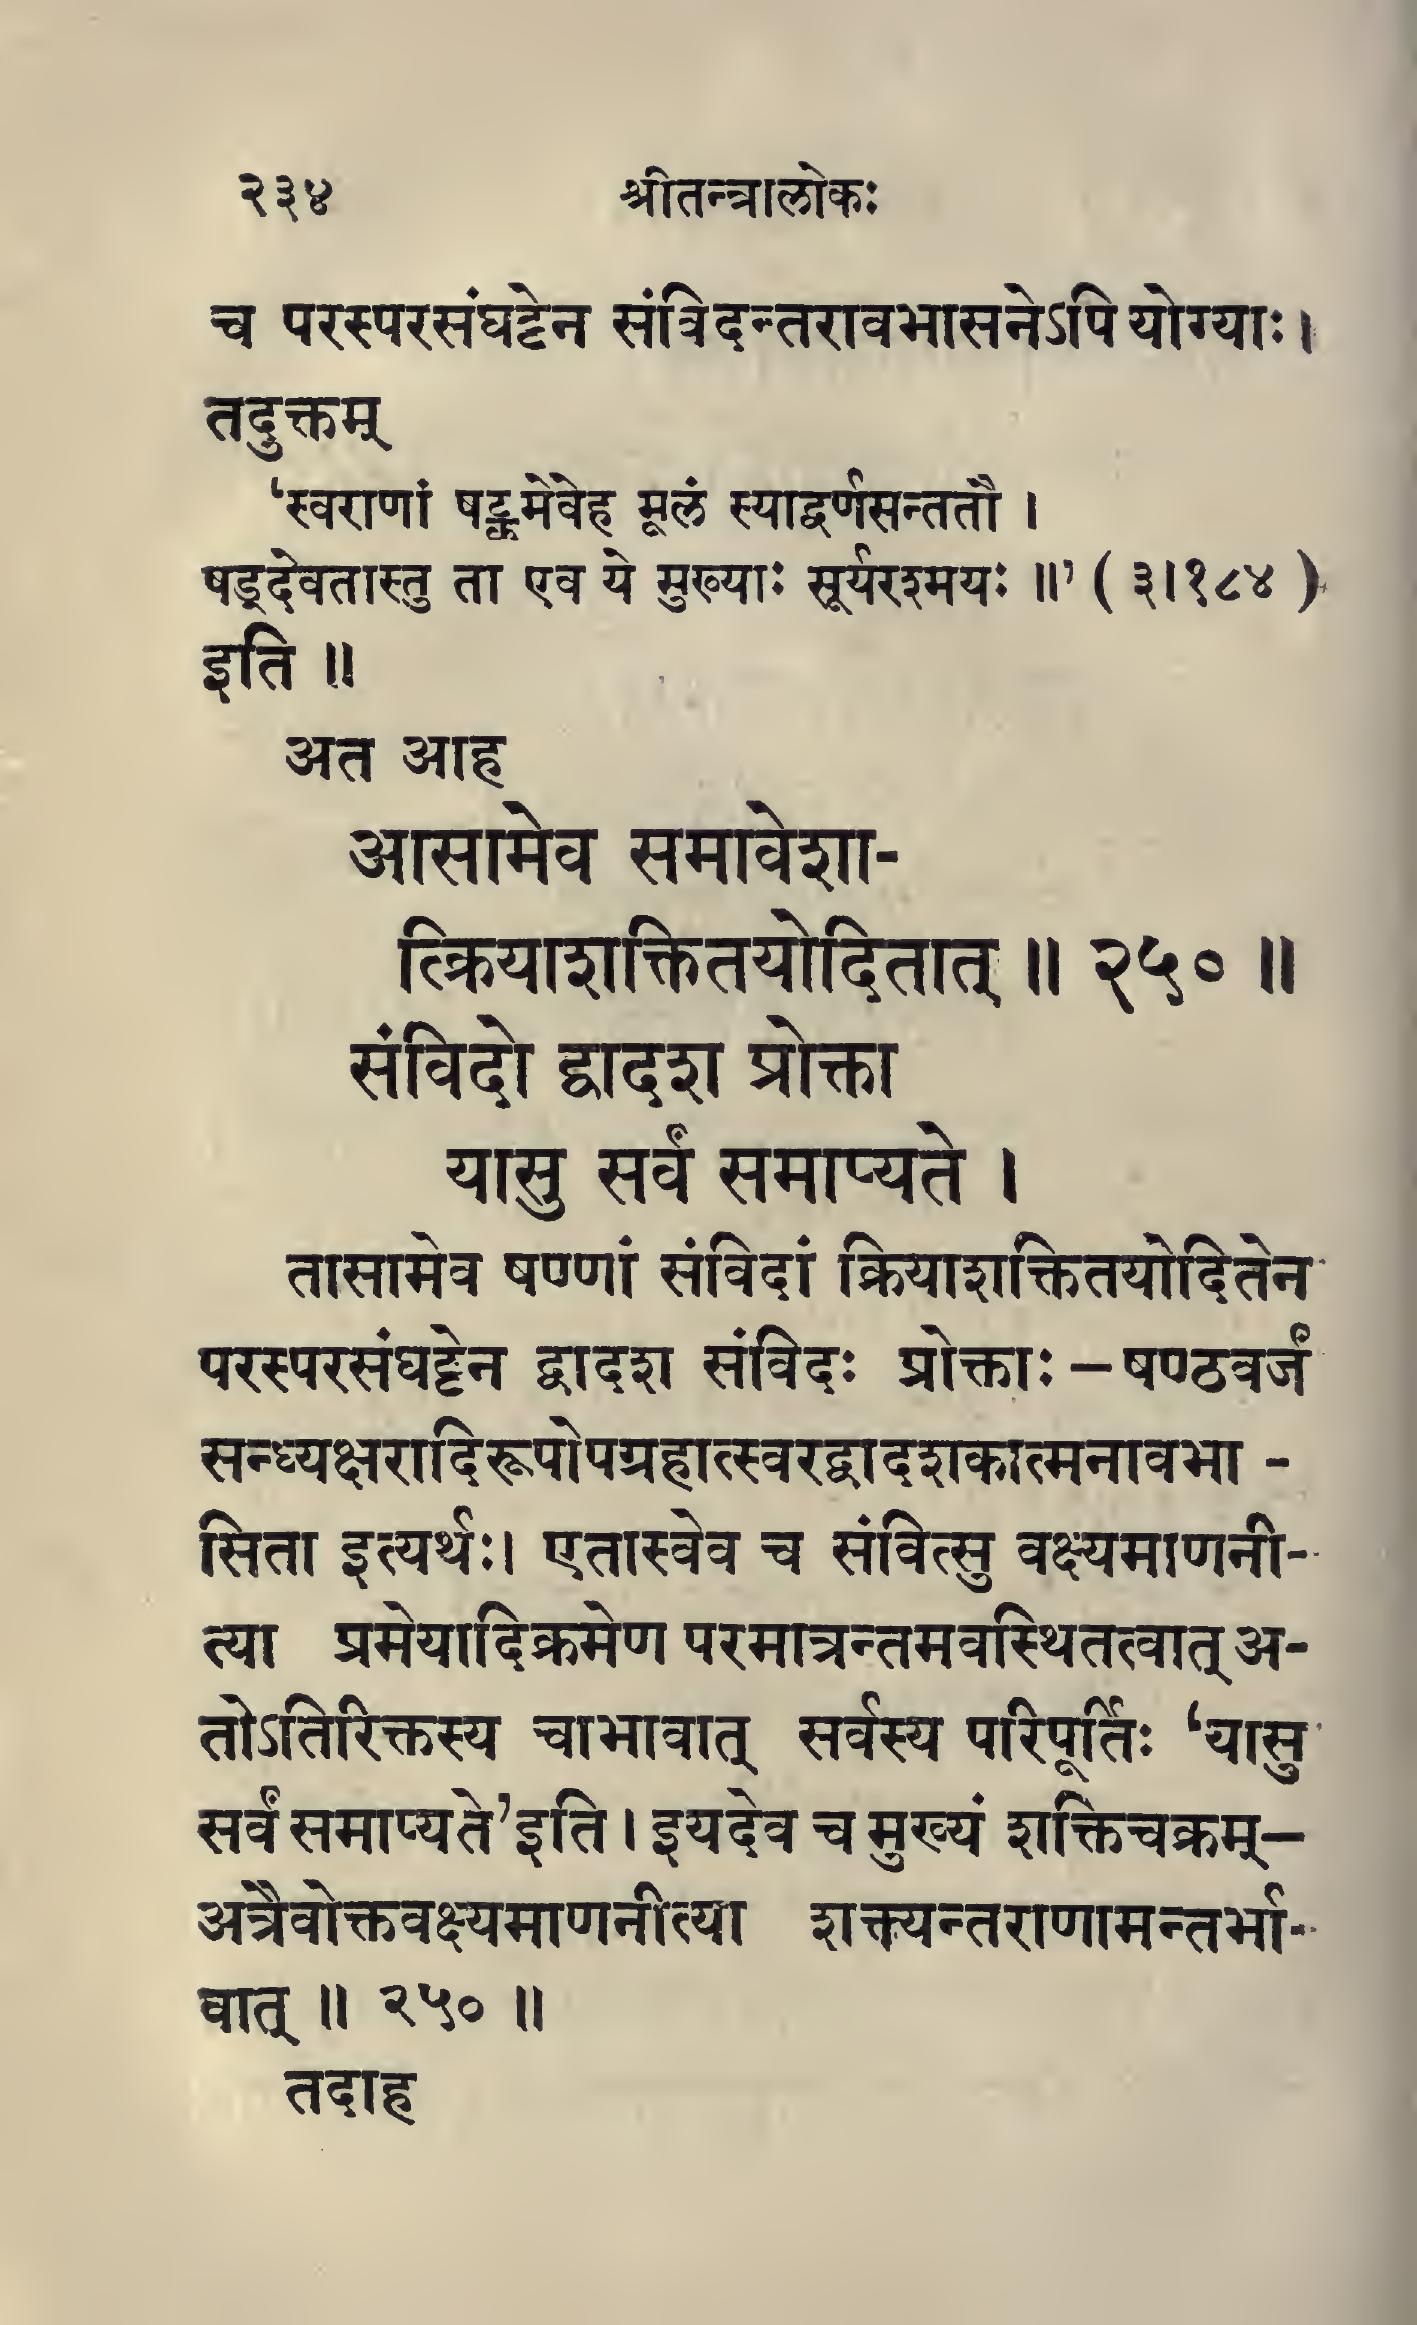 २३४ श्रीतन्त्रालोकः
च परस्परसंघट्टेन संविदन्तरावभासनेऽपि योग्याः।
तदुक्तम्
‘स्वराणां षट्कमेवेह मूलं स्याद्वर्णसन्ततौ ।
षड्देवतास्तु ता एव ये मुख्याः सूर्यरश्मयः ॥’ ( ३।१८४ )
इति ॥
अत आह
आसामेव समावेशा-
त्क्रियाशक्तितयोदितात् ॥ २५० ॥
संविदो द्वादश प्रोक्ता
यासु सर्वं समाप्यते ।
तासामेव षण्णां संविदां क्रियाशक्तितयोदितेन
परस्परसंघट्टेन द्वादश संविदः प्रोक्ताः – षण्ठवर्जं
सन्ध्यक्षरादिरूपोपग्रहात्स्वरद्वादशकात्मनावभा -
सिता इत्यर्थः। एतास्वेव च संवित्सु वक्ष्यमाणनी-
त्या प्रमेयादिक्रमेण परमात्रन्तमवस्थितत्वात् अ-
तोऽतिरिक्तस्य चाभावात् सर्वस्य परिपूर्तिः ‘यासु
सर्वं समाप्यते’ इति । इयदेव च मुख्यं शक्तिचक्रम्–
अत्रैवोक्तवक्ष्यमाणनीत्या शक्त्यन्तराणामन्तर्भा-
वात् ॥ २५० ॥
तदाह